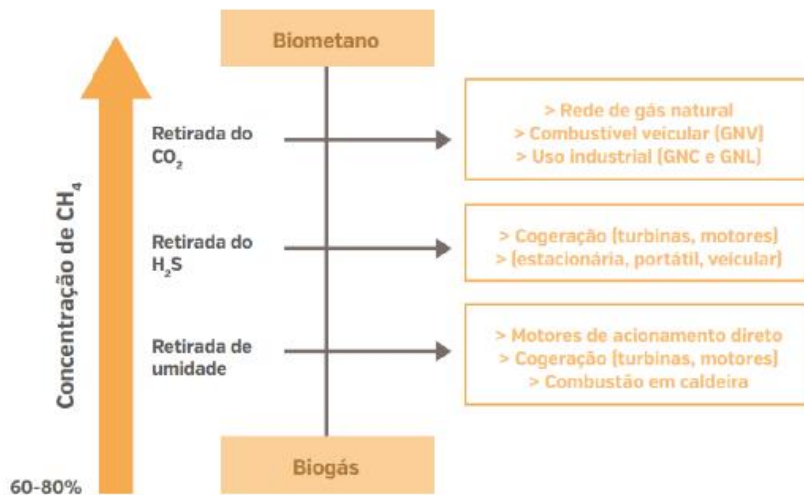 Biometano
Concentração de CH₄
Retirada do
CO₂
> Rede de gás natural
> Combustível veicular (GNV)
> Uso industrial (GNC e GNL)
Retirada do
H₂S
> Cogeração (turbinas, motores)
> (estacionária, portátil, veicular)
Retirada de
umidade
> Motores de acionamento direto
> Cogeração (turbinas, motores)
> Combustão em caldeira
Biogás
60-80%